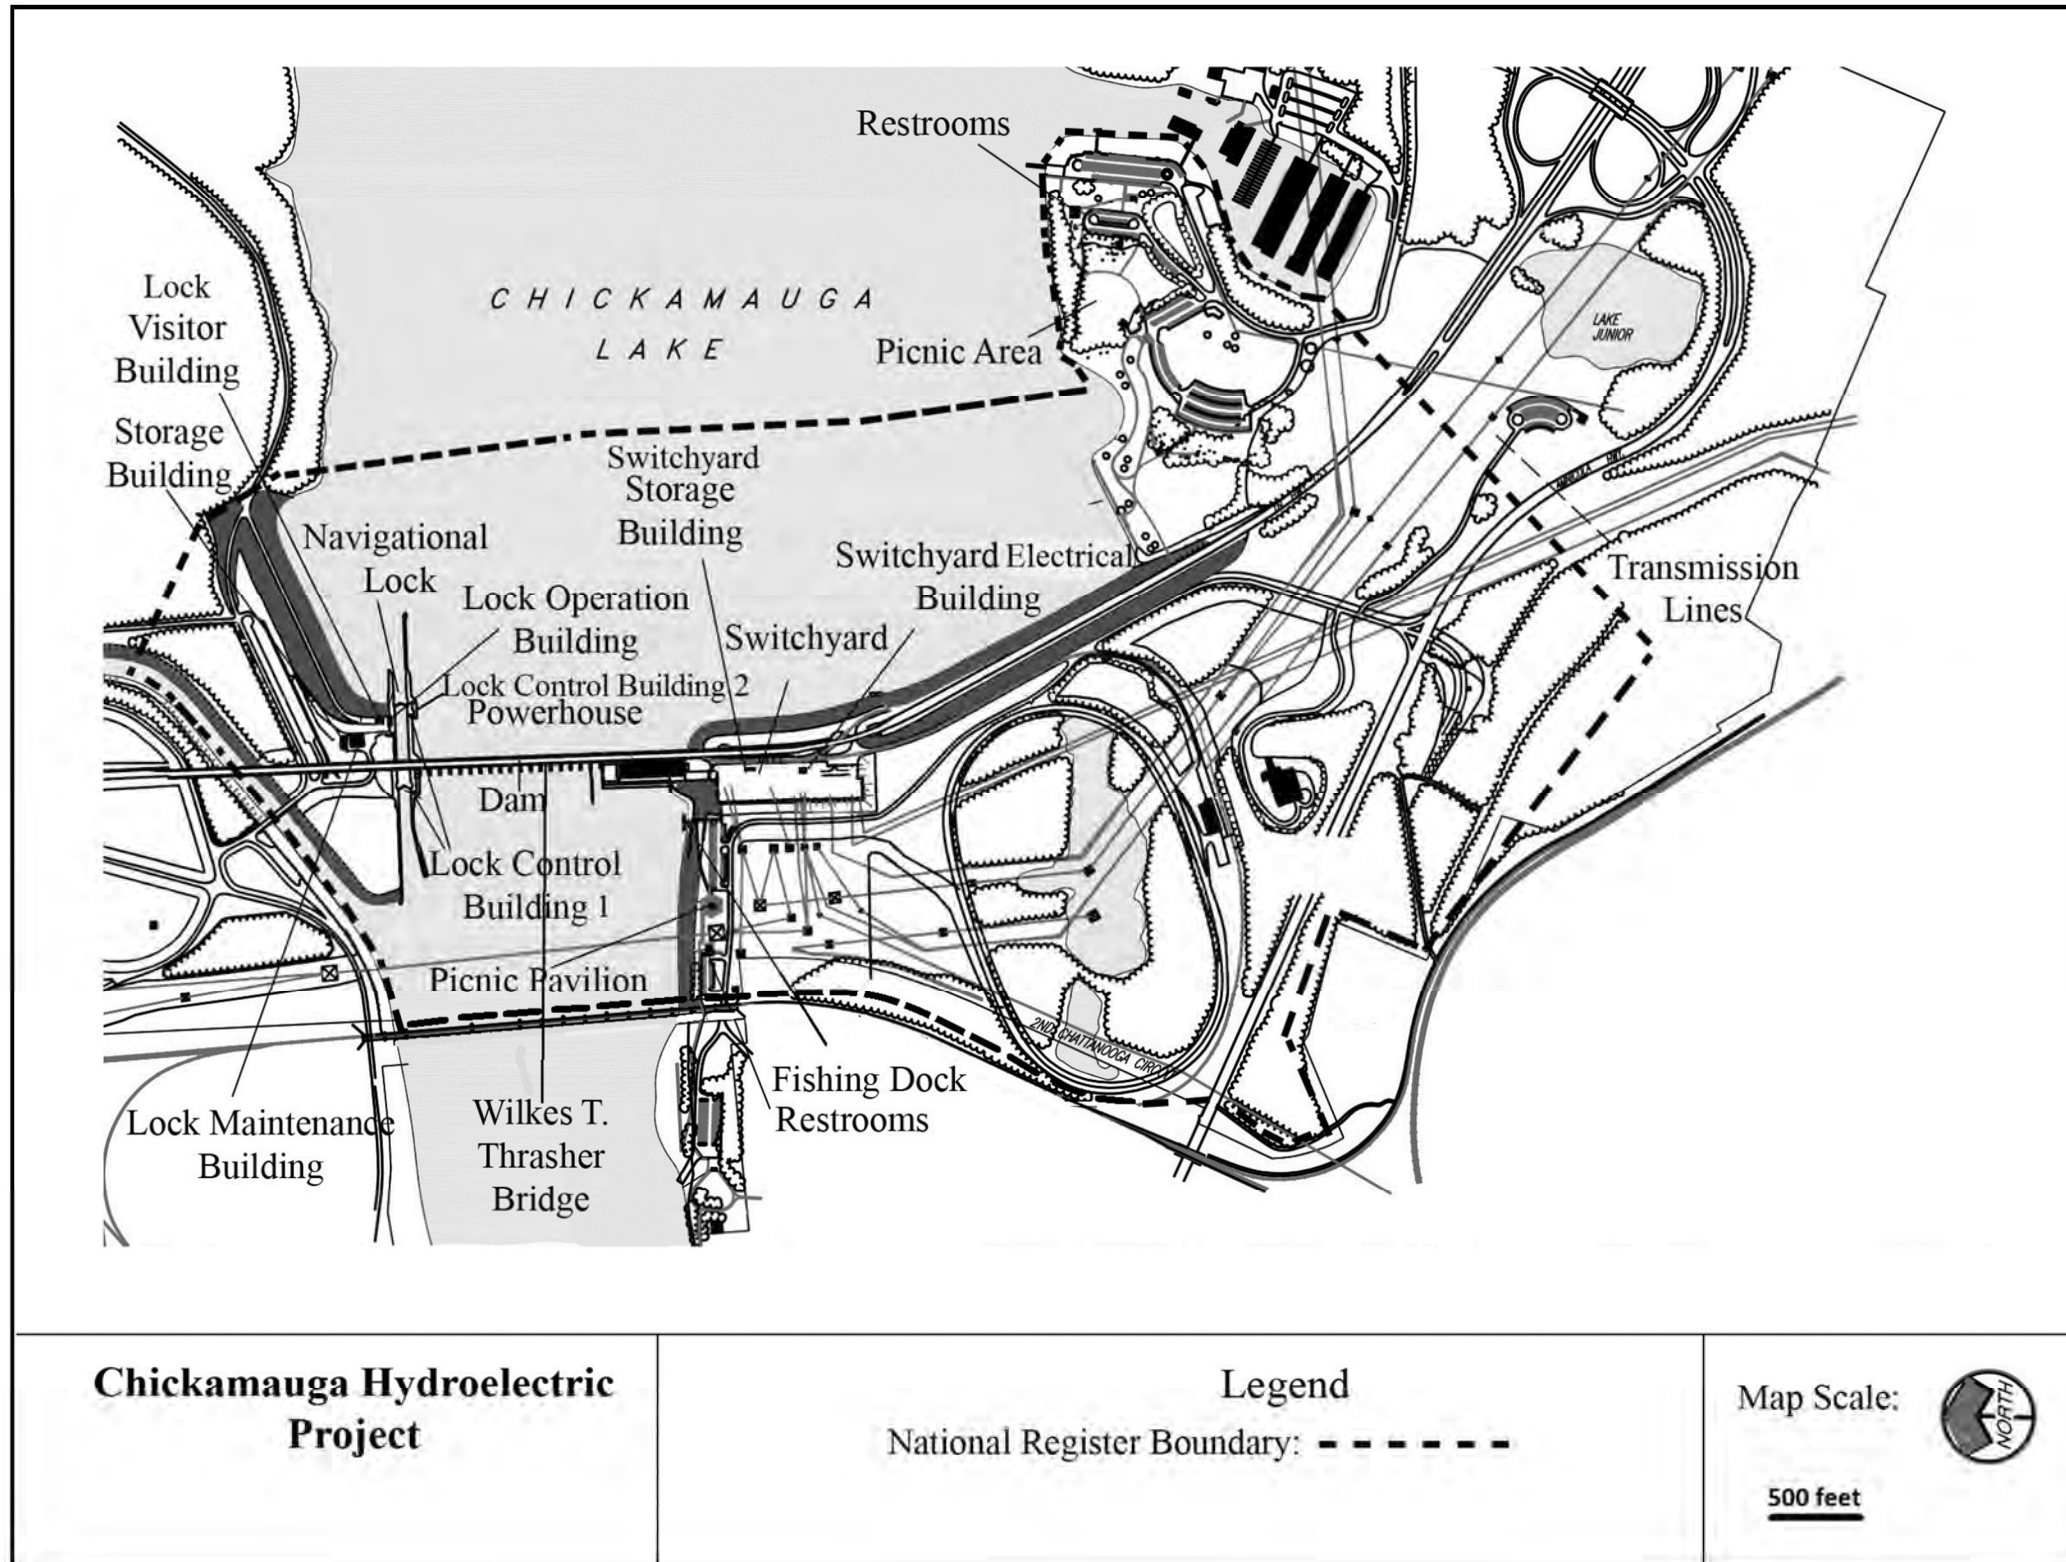 Restrooms
CHICKAMAUGA
LAKE
Picnic Area
LAKE
JUNIOR
Lock
Visitor
Building
Storage
Building
Switchyard
Storage
Building
Navigational
Lock
Switchyard Electrical
Building
Transmission
Lines
Lock Operation
Building
Switchyard
Lock Control Building 2
Powerhouse
Dam
Lock Control
Building 1
Picnic Pavilion
2ND CHATTANOOGA
Fishing Dock
Restrooms
Lock Maintenance
Building
Wilkes T.
Thrasher
Bridge
Chickamauga Hydroelectric
Project
Legend
National Register Boundary:
Map Scale:
NORTH
500 feet